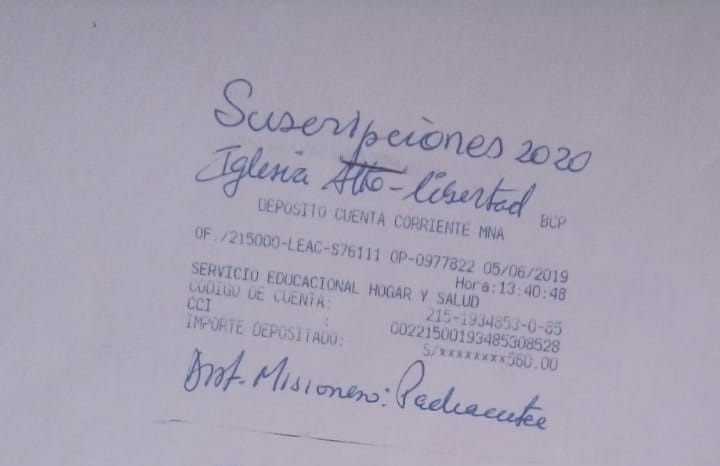 Suscripciones 2020
Iglesia Alto-libertad
BCP
DEPOSITO CUENTA CORRIENTE MNA
OF./215000-LEAC-S76111 OP-0977822 05/06/2019
Hora:13:40:48
SERVICIO EDUCACIONAL HOGAR Y SALUD
CODIGO DE CUENTA: 215-1934853-0-85
CCI : 00221500193485308528
IMPORTE DEPOSITADO: S/xxxxxxxx560.00
Dist. Misionero: Pachacutec